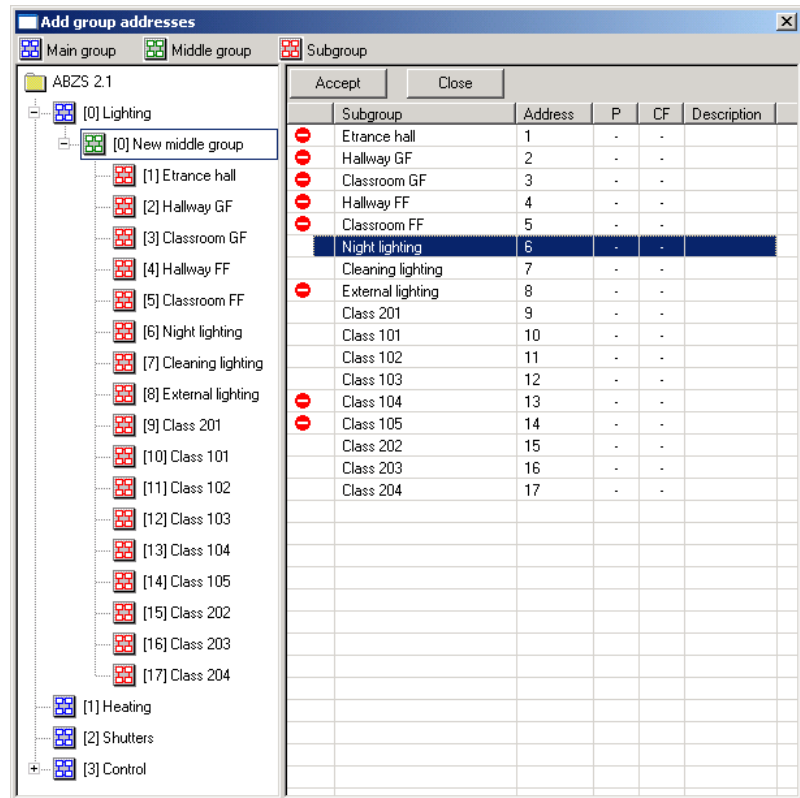 Add group addresses
Main group Middle group Subgroup
ABZS 2.1
[0] Lighting
[0] New middle group
[1] Etrance hall
[2] Hallway GF
[3] Classroom GF
[4] Hallway FF
[5] Classroom FF
[6] Night lighting
[7] Cleaning lighting
[8] External lighting
[9] Class 201
[10] Class 101
[11] Class 102
[12] Class 103
[13] Class 104
[14] Class 105
[15] Class 202
[16] Class 203
[17] Class 204
[1] Heating
[2] Shutters
[3] Control
Accept Close
Subgroup Address P CF Description
Etrance hall 1 - -
Hallway GF 2 - -
Classroom GF 3 - -
Hallway FF 4 - -
Classroom FF 5 - -
Night lighting 6 - -
Cleaning lighting 7 - -
External lighting 8 - -
Class 201 9 - -
Class 101 10 - -
Class 102 11 - -
Class 103 12 - -
Class 104 13 - -
Class 105 14 - -
Class 202 15 - -
Class 203 16 - -
Class 204 17 - -